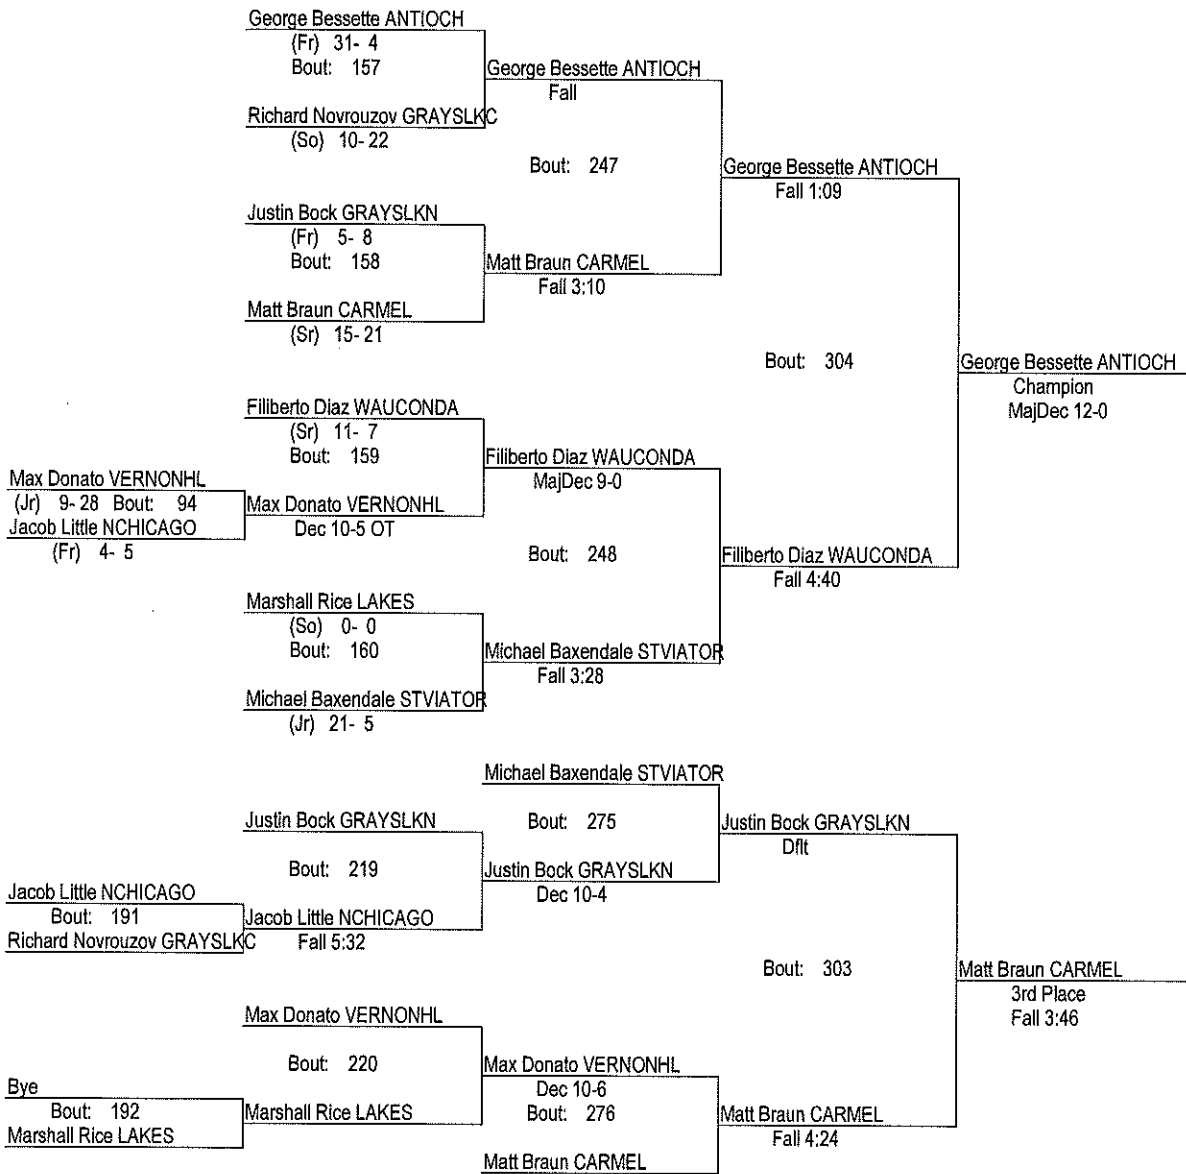 George Bessette ANTIOCH
(Fr) 31- 4
Bout: 157
George Bessette ANTIOCH
Fall
Richard Novrouzov GRAYSLKC
(So) 10- 22
Bout: 247
George Bessette ANTIOCH
Fall 1:09
Justin Bock GRAYSLKN
(Fr) 5- 8
Bout: 158
Matt Braun CARMEL
Fall 3:10
Matt Braun CARMEL
(Sr) 15- 21
Bout: 304
George Bessette ANTIOCH
Champion
MajDec 12-0
Filiberto Diaz WAUCONDA
(Sr) 11- 7
Bout: 159
Filiberto Diaz WAUCONDA
MajDec 9-0
Max Donato VERNONHL
(Jr) 9- 28 Bout: 94
Jacob Little NCHICAGO
(Fr) 4- 5
Max Donato VERNONHL
Dec 10-5 OT
Bout: 248
Filiberto Diaz WAUCONDA
Fall 4:40
Marshall Rice LAKES
(So) 0- 0
Bout: 160
Michael Baxendale STVIATOR
Fall 3:28
Michael Baxendale STVIATOR
(Jr) 21- 5
Michael Baxendale STVIATOR
Bout: 275
Justin Bock GRAYSLKN
Dflt
Justin Bock GRAYSLKN
Bout: 219
Justin Bock GRAYSLKN
Dec 10-4
Jacob Little NCHICAGO
Bout: 191
Richard Novrouzov GRAYSLKC
Jacob Little NCHICAGO
Fall 5:32
Bout: 303
Matt Braun CARMEL
3rd Place
Fall 3:46
Max Donato VERNONHL
Bout: 220
Max Donato VERNONHL
Dec 10-6
Bout: 276
Bye
Bout: 192
Marshall Rice LAKES
Marshall Rice LAKES
Matt Braun CARMEL
Fall 4:24
Matt Braun CARMEL